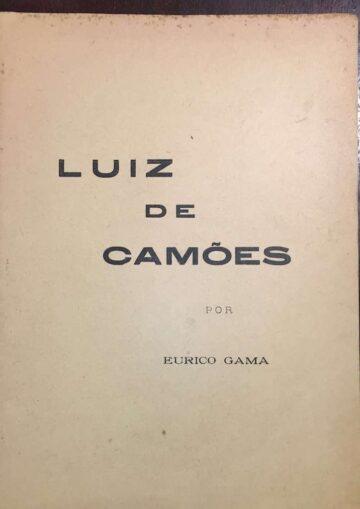 LUIZ
DE
CAMÕES
POR
EURICO GAMA